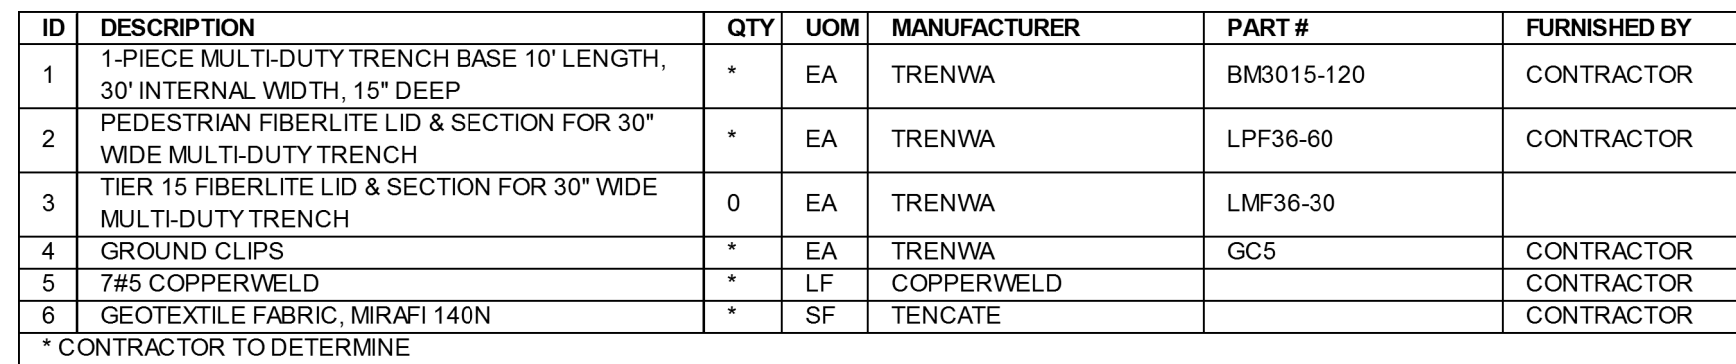 ID DESCRIPTION QTY UOM MANUFACTURER PART # FURNISHED BY
1 1-PIECE MULTI-DUTY TRENCH BASE 10' LENGTH, * EA TRENWA BM3015-120 CONTRACTOR
30' INTERNAL WIDTH, 15" DEEP
2 PEDESTRIAN FIBERLITE LID & SECTION FOR 30" * EA TRENWA LPF36-60 CONTRACTOR
WIDE MULTI-DUTY TRENCH
3 TIER 15 FIBERLITE LID & SECTION FOR 30" WIDE 0 EA TRENWA LMF36-30
MULTI-DUTY TRENCH
4 GROUND CLIPS * EA TRENWA GC5 CONTRACTOR
5 7#5 COPPERWELD * LF COPPERWELD CONTRACTOR
6 GEOTEXTILE FABRIC, MIRAFI 140N * SF TENCATE CONTRACTOR
* CONTRACTOR TO DETERMINE